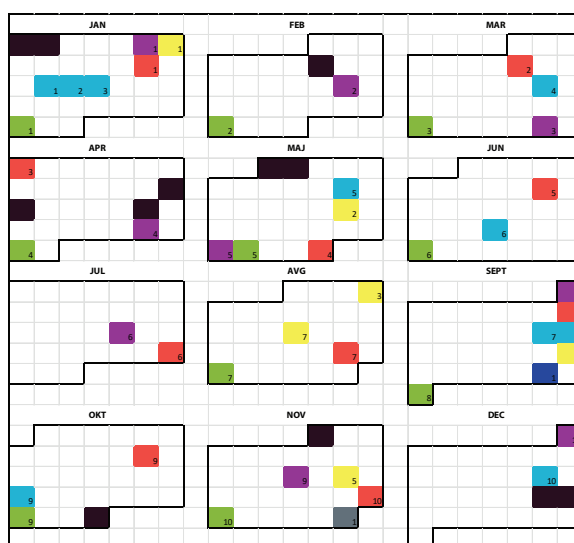 JAN FEB MAR
1 1
1 2
1 2 3 2 4
1 2 3 3
APR MAJ JUN
3
5 5
2
4 6
4 5 5 4 6
JUL AVG SEPT
3
6 7 7
6 7
7 1
8
OKT NOV DEC
9
9 5 10
9 10
9 10 1